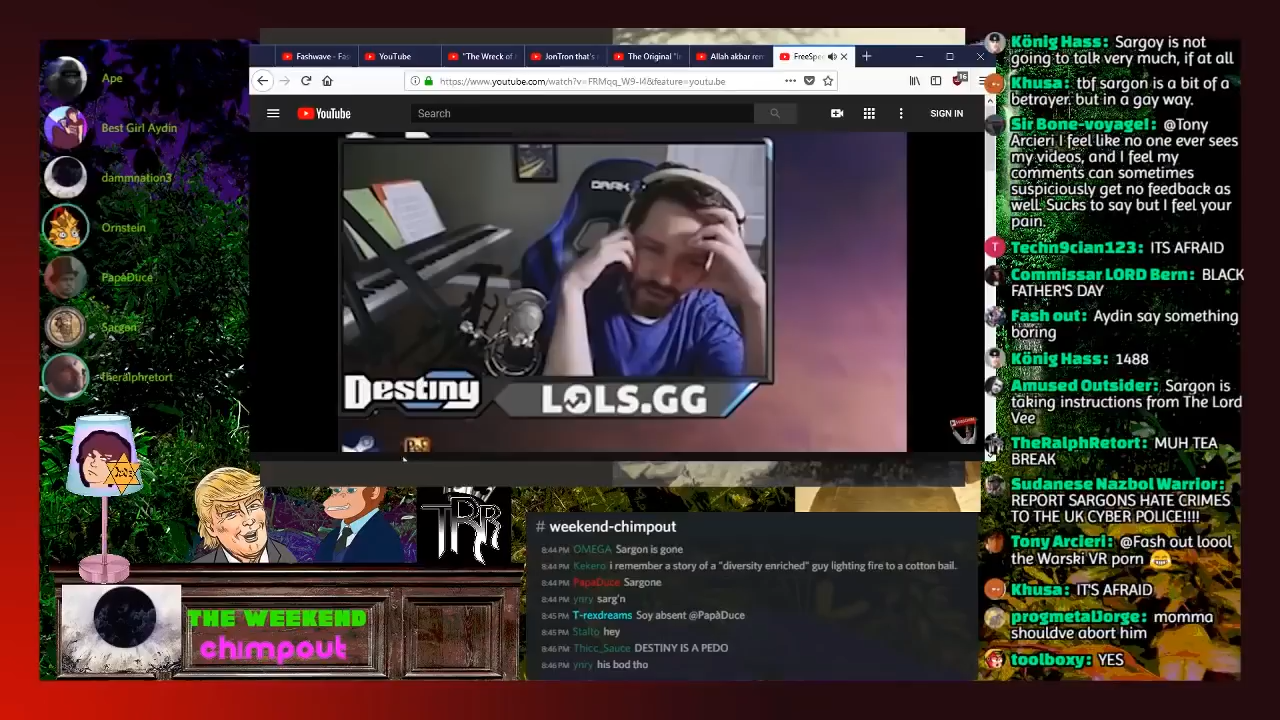 Ape
Best Girl Aydin
dammnation3
Ornstein
PapàDuce
Sargon
Theralphretort
Fashwave - Fas
YouTube
"The Wreck of
JonTron that's
The Original "I
Allah akbar rem
FreeSpee
https://www.youtube.com/watch?v=FRMqq_W9-I4&feature=youtu.be
16
YouTube
Search
SIGN IN
DARK
Destiny
LOLS.GG
THE WEEKEND
chimpout
TRR
# weekend-chimpout
8:44 PM OMEGA Sargon is gone
8:44 PM Kekero i remember a story of a "diversity enriched" guy lighting fire to a cotton bail.
8:44 PM PapàDuce Sargone
8:44 PM ynry sarg'n
8:45 PM T-rexdreams Soy absent @PapàDuce
8:45 PM Stalto hey
8:46 PM Thicc_Sauce DESTINY IS A PEDO
8:46 PM ynry his bod tho
König Hass: Sargoy is not
going to talk very much, if at all
Khusa: tbf sargon is a bit of a
betrayer. but in a gay way.
Sir Bone-voyage!: @Tony
Arcieri I feel like no one ever sees
my videos, and I feel my
comments can sometimes
suspiciously get no feedback as
well. Sucks to say but I feel your
pain
Techn9cian123: ITS AFRAID
Commissar LORD Bern: BLACK
FATHER'S DAY
Fash out: Aydin say something
boring
König Hass: 1488
Amused Outsider: Sargon is
taking instructions from The Lord
Vee
TheRalphRetort: MUH TEA
BREAK
Sudanese Nazbol Warrior:
REPORT SARGONS HATE CRIMES
TO THE UK CYBER POLICE!!!!
Tony Arcieri: @Fash out loool
the Warski VR porn 😂
Khusa: IT'S AFRAID
progmetalJorge: momma
shouldve abort him
toolboxy: YES